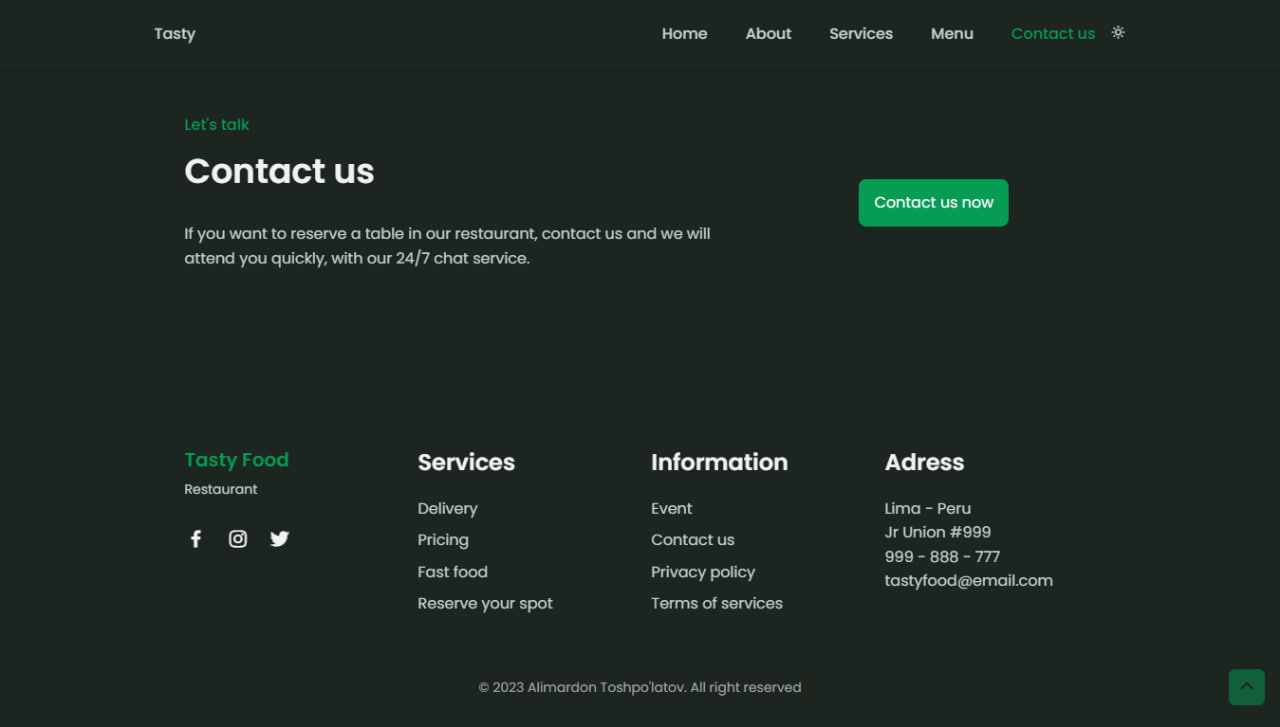 Tasty
Home
About
Services
Menu
Contact us
Let's talk
Contact us
If you want to reserve a table in our restaurant, contact us and we will
attend you quickly, with our 24/7 chat service.
Contact us now
Tasty Food
Restaurant
Services
Delivery
Pricing
Fast food
Reserve your spot
Information
Event
Contact us
Privacy policy
Terms of services
Adress
Lima - Peru
Jr Union #999
999 - 888 - 777
tastyfood@email.com
© 2023 Alimardon Toshpo'latov. All right reserved